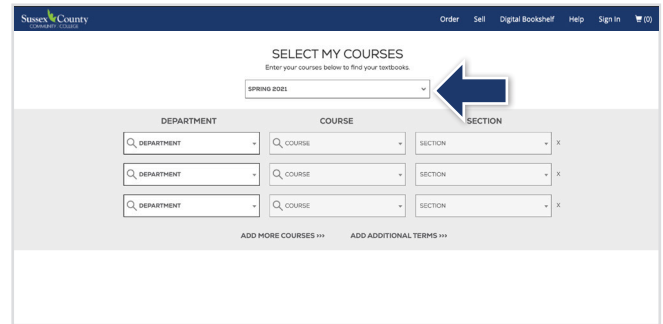 Sussex County
COMMUNITY COLLEGE
Order Sell Digital Bookshelf Help Sign In (0)
SELECT MY COURSES
Enter your courses below to find your textbooks.
SPRING 2021
DEPARTMENT COURSE SECTION
DEPARTMENT COURSE SECTION X
DEPARTMENT COURSE SECTION X
DEPARTMENT COURSE SECTION X
ADD MORE COURSES ››› ADD ADDITIONAL TERMS ›››